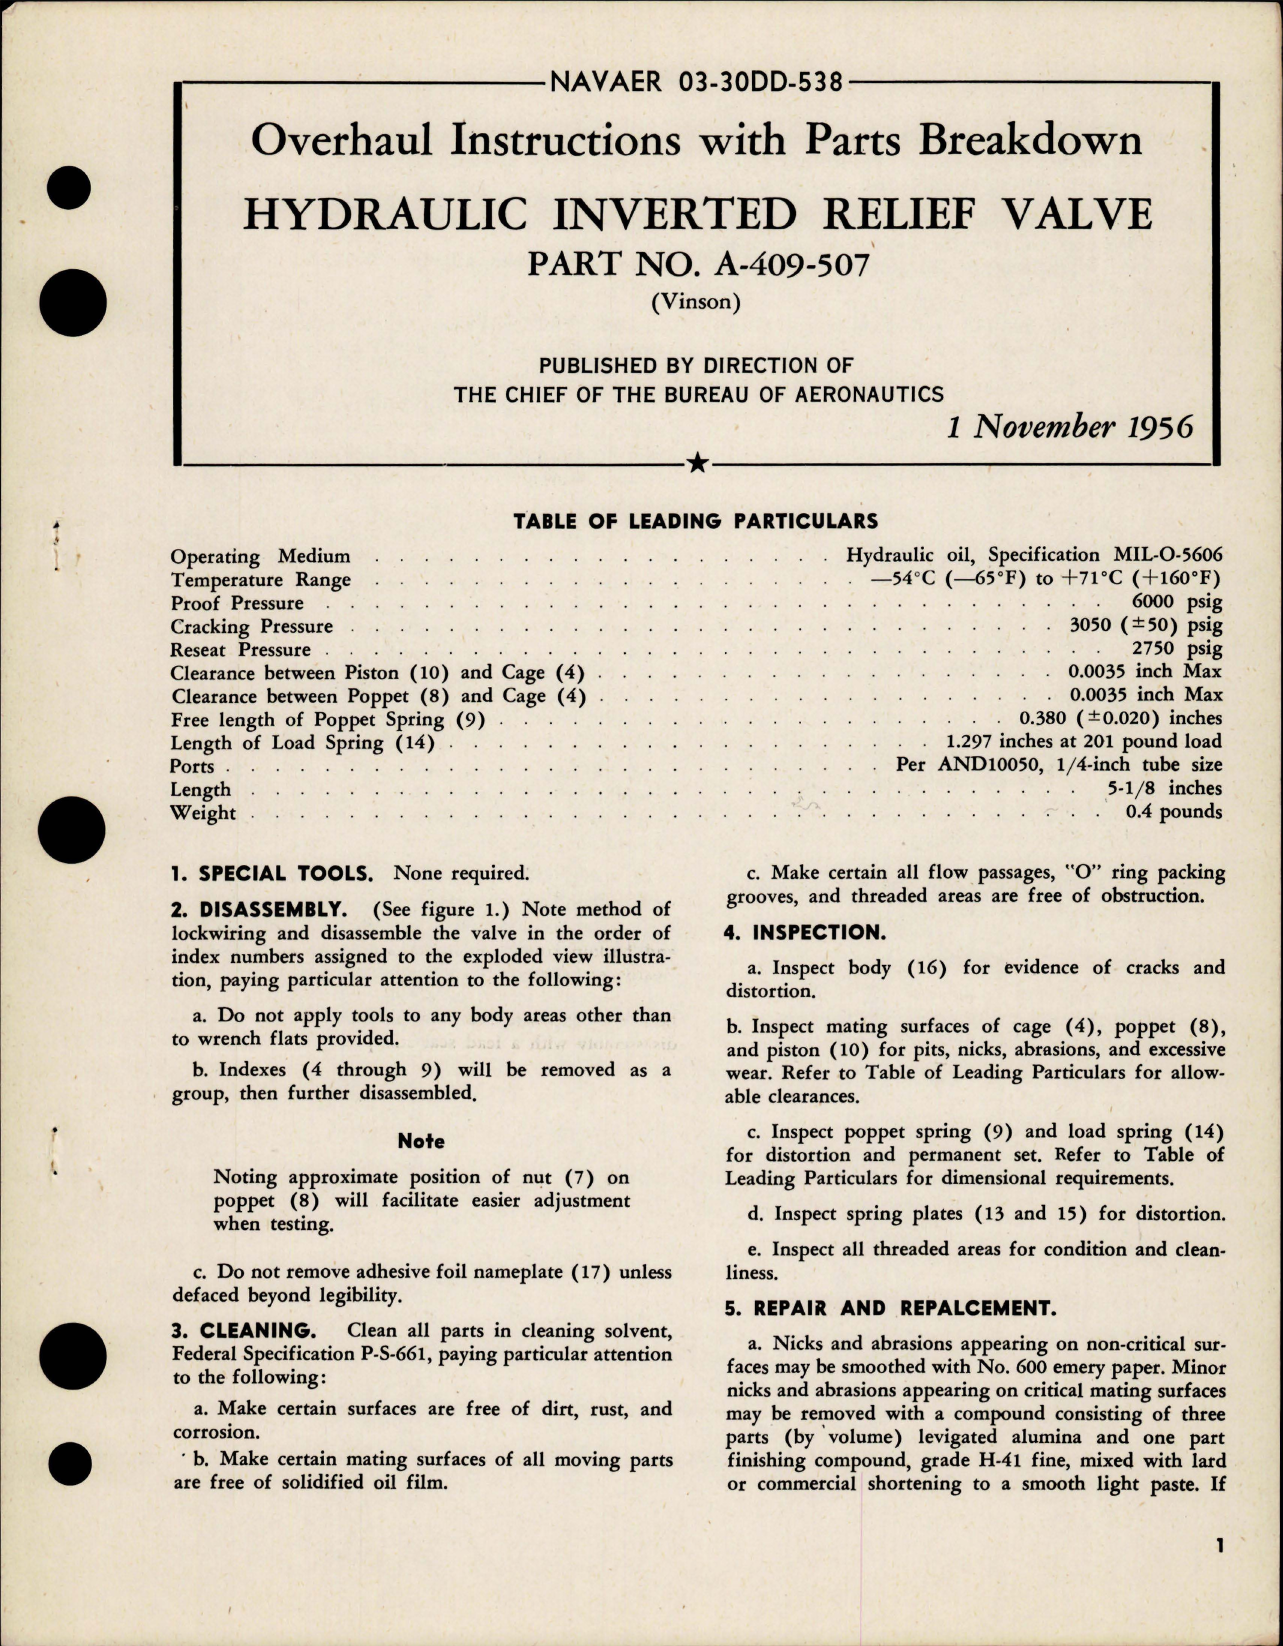 NAVAER 03-30DD-538
Overhaul Instructions with Parts Breakdown
HYDRAULIC INVERTED RELIEF VALVE
PART NO. A-409-507
(Vinson)
PUBLISHED BY DIRECTION OF
THE CHIEF OF THE BUREAU OF AERONAUTICS
1 November 1956
TABLE OF LEADING PARTICULARS
Operating Medium . . . . . . . . . . . . . . . . . . . . Hydraulic oil, Specification MIL-O-5606
Temperature Range . . . . . . . . . . . . . . . . . . . . —54°C (—65°F) to +71°C (+160°F)
Proof Pressure . . . . . . . . . . . . . . . . . . . . 6000 psig
Cracking Pressure . . . . . . . . . . . . . . . . . . . . 3050 (±50) psig
Reseat Pressure . . . . . . . . . . . . . . . . . . . . 2750 psig
Clearance between Piston (10) and Cage (4) . . . . . . . . . . . . . . . . . . . . 0.0035 inch Max
Clearance between Poppet (8) and Cage (4) . . . . . . . . . . . . . . . . . . . . 0.0035 inch Max
Free length of Poppet Spring (9) . . . . . . . . . . . . . . . . . . . . 0.380 (±0.020) inches
Length of Load Spring (14) . . . . . . . . . . . . . . . . . . . . 1.297 inches at 201 pound load
Ports . . . . . . . . . . . . . . . . . . . . Per AND10050, 1/4-inch tube size
Length . . . . . . . . . . . . . . . . . . . . 5-1/8 inches
Weight . . . . . . . . . . . . . . . . . . . . 0.4 pounds
1. SPECIAL TOOLS. None required.
2. DISASSEMBLY. (See figure 1.) Note method of
lockwiring and disassemble the valve in the order of
index numbers assigned to the exploded view illustra-
tion, paying particular attention to the following:
a. Do not apply tools to any body areas other than
to wrench flats provided.
b. Indexes (4 through 9) will be removed as a
group, then further disassembled.
Note
Noting approximate position of nut (7) on
poppet (8) will facilitate easier adjustment
when testing.
c. Do not remove adhesive foil nameplate (17) unless
defaced beyond legibility.
3. CLEANING. Clean all parts in cleaning solvent,
Federal Specification P-S-661, paying particular attention
to the following:
a. Make certain surfaces are free of dirt, rust, and
corrosion.
b. Make certain mating surfaces of all moving parts
are free of solidified oil film.
c. Make certain all flow passages, "O" ring packing
grooves, and threaded areas are free of obstruction.
4. INSPECTION.
a. Inspect body (16) for evidence of cracks and
distortion.
b. Inspect mating surfaces of cage (4), poppet (8),
and piston (10) for pits, nicks, abrasions, and excessive
wear. Refer to Table of Leading Particulars for allow-
able clearances.
c. Inspect poppet spring (9) and load spring (14)
for distortion and permanent set. Refer to Table of
Leading Particulars for dimensional requirements.
d. Inspect spring plates (13 and 15) for distortion.
e. Inspect all threaded areas for condition and clean-
liness.
5. REPAIR AND REPALCEMENT.
a. Nicks and abrasions appearing on non-critical sur-
faces may be smoothed with No. 600 emery paper. Minor
nicks and abrasions appearing on critical mating surfaces
may be removed with a compound consisting of three
parts (by volume) levigated alumina and one part
finishing compound, grade H-41 fine, mixed with lard
or commercial shortening to a smooth light paste. If
1